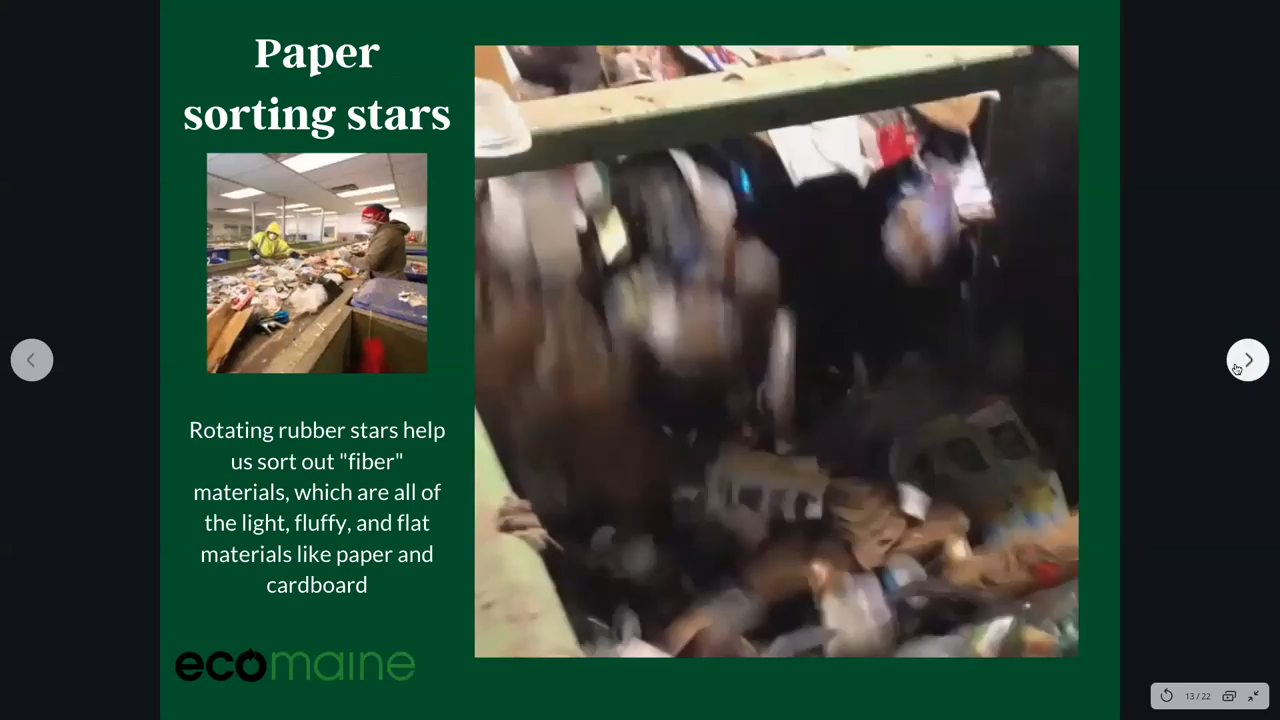 Paper
sorting stars
Rotating rubber stars help
us sort out "fiber"
materials, which are all of
the light, fluffy, and flat
materials like paper and
cardboard
ecomaine
13 / 22